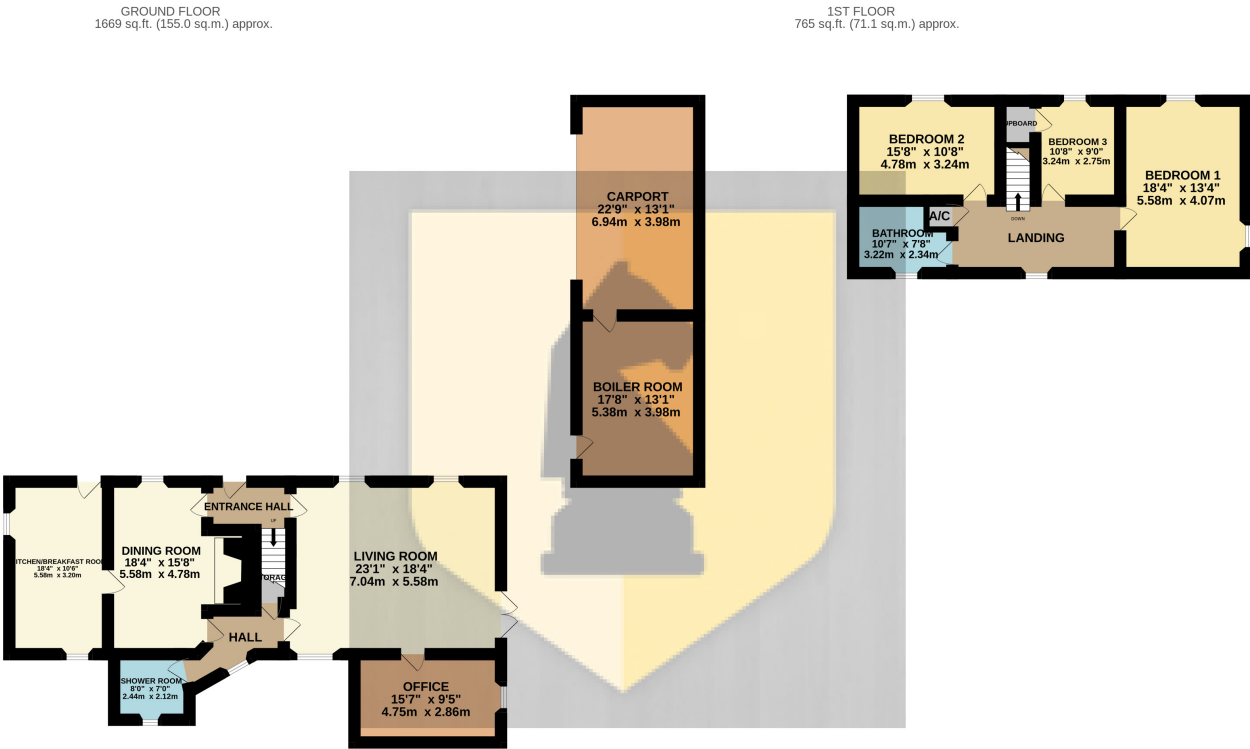 GROUND FLOOR
1669 sq.ft. (155.0 sq.m.) approx.
1ST FLOOR
765 sq.ft. (71.1 sq.m.) approx.
CARPORT
22'9" x 13'1"
6.94m x 3.98m
BOILER ROOM
17'8" x 13'1"
5.38m x 3.98m
BEDROOM 2
15'8" x 10'8"
4.78m x 3.24m
UPBOARD
BEDROOM 3
10'8" x 9'0"
3.24m x 2.75m
BEDROOM 1
18'4" x 13'4"
5.58m x 4.07m
A/C
DOWN
BATHROOM
10'7" x 7'8"
3.22m x 2.34m
LANDING
ENTRANCE HALL
UP
ITCHEN/BREAKFAST ROO
18'4" x 10'6"
5.58m x 3.20m
DINING ROOM
18'4" x 15'8"
5.58m x 4.78m
LIVING ROOM
23'1" x 18'4"
7.04m x 5.58m
ORAG
HALL
SHOWER ROOM
8'0" x 7'0"
2.44m x 2.12m
OFFICE
15'7" x 9'5"
4.75m x 2.86m